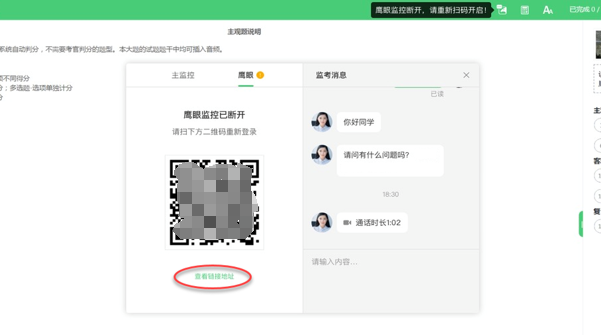 鹰眼监控断开，请重新扫码开启！
已完成 0 /
主观题说明
系统自动判分，不需要考官判分的题型。本大题的试题题干中均可插入音频。
项不同得分
分：多选题-选项单独计分
分
主监控
鹰眼
鹰眼监控已断开
请扫下方二维码重新登录
查看链接地址
监考消息
已读
你好同学
请问有什么问题吗?
18:30
通话时长1:02
请输入内容...